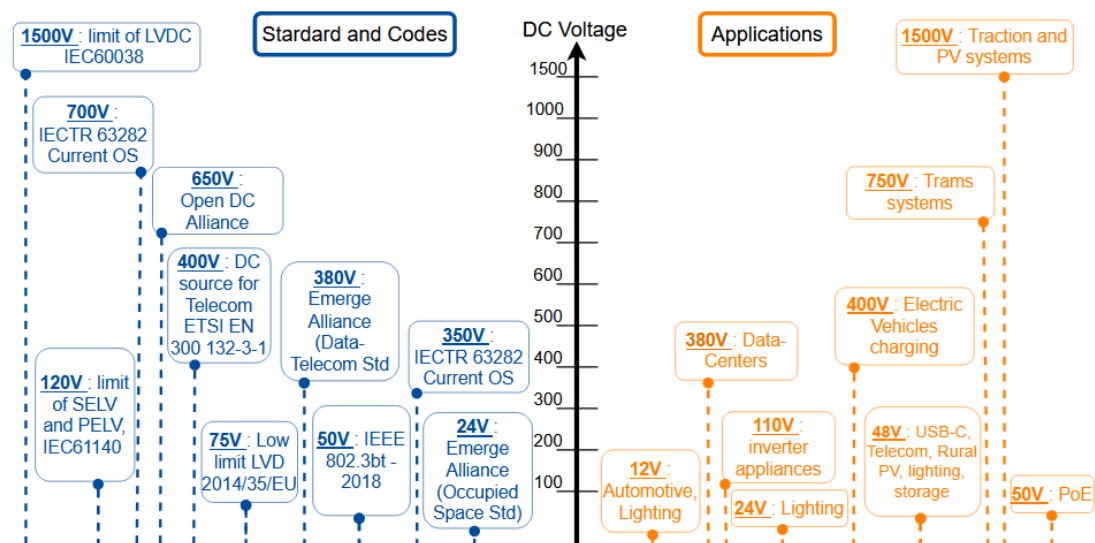 Stardard and Codes
DC Voltage
Applications
1500V : limit of LVDC
IEC60038
700V :
IECTR 63282
Current OS
650V :
Open DC
Alliance
400V : DC
source for
Telecom
ETSI EN
300 132-3-1
380V :
Emerge
Alliance
(Data-
Telecom Std
350V :
IECTR 63282
Current OS
120V: limit
of SELV
and PELV,
IEC61140
75V : Low
limit LVD
2014/35/EU
50V : IEEE
802.3bt -
2018
24V :
Emerge
Alliance
(Occupied
Space Std)
1500
1000
900
800
700
600
500
400
300
200
100
1500V : Traction and
PV systems
750V : Trams
systems
400V : Electric
Vehicles
charging
380V : Data-
Centers
110V :
inverter
appliances
48V : USB-C,
Telecom, Rural
PV, lighting,
storage
12V :
Automotive,
Lighting
24V : Lighting
50V : PoE